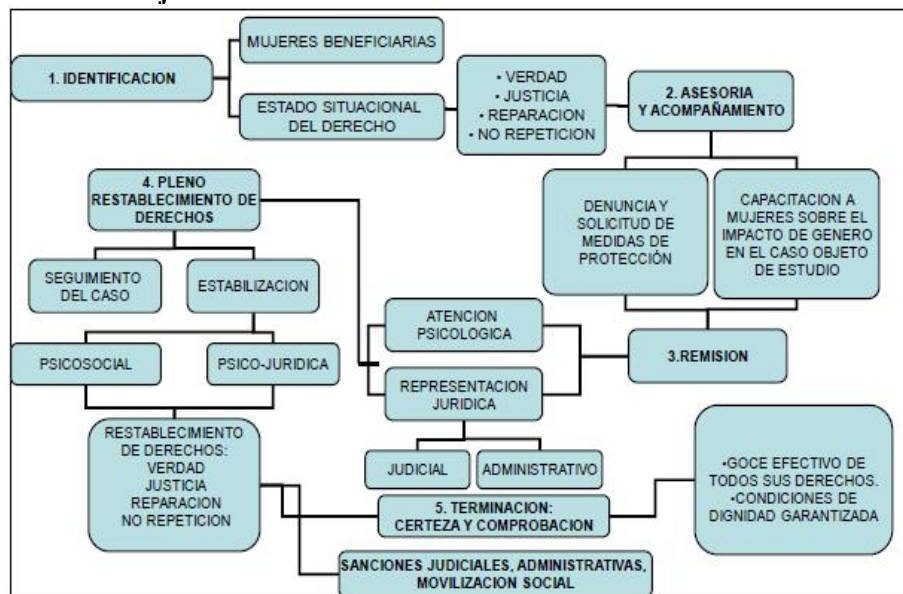 MUJERES BENEFICIARIAS
1. IDENTIFICACION
ESTADO SITUACIONAL
DEL DERECHO
• VERDAD
• JUSTICIA
• REPARACION
• NO REPETICION
2. ASESORIA
Y ACOMPAÑAMIENTO
DENUNCIA Y
SOLICITUD DE
MEDIDAS DE
PROTECCIÓN
CAPACITACION A
MUJERES SOBRE EL
IMPACTO DE GENERO
EN EL CASO OBJETO
DE ESTUDIO
3.REMISION
ATENCION
PSICOLOGICA
REPRESENTACION
JURIDICA
JUDICIAL
ADMINISTRATIVO
4. PLENO
RESTABLECIMIENTO DE
DERECHOS
SEGUIMIENTO
DEL CASO
ESTABILIZACION
PSICOSOCIAL
PSICO-JURIDICA
RESTABLECIMIENTO
DE DERECHOS:
VERDAD
JUSTICIA
REPARACION
NO REPETICION
5. TERMINACION:
CERTEZA Y COMPROBACION
•GOCE EFECTIVO DE
TODOS SUS DERECHOS.
•CONDICIONES DE
DIGNIDAD GARANTIZADA
SANCIONES JUDICIALES, ADMINISTRATIVAS,
MOVILIZACION SOCIAL